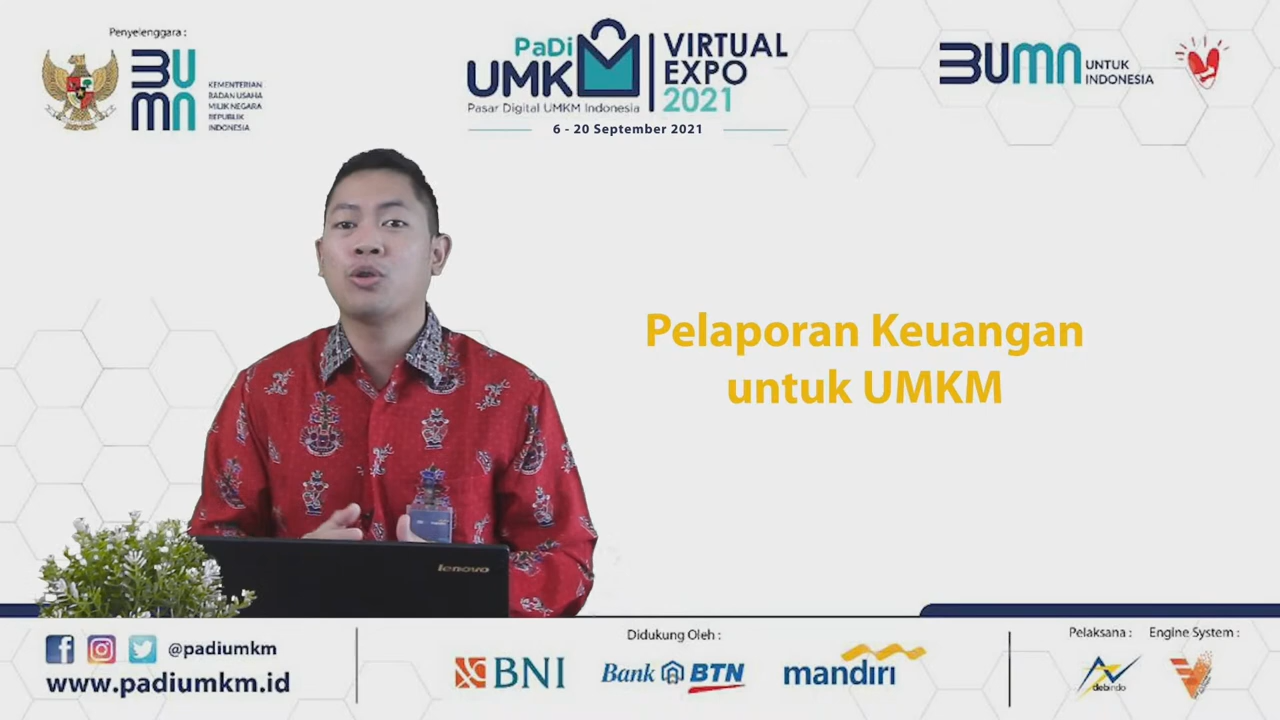 Penyelenggara :
BUMN
KEMENTERIAN
BADAN USAHA
MILIK NEGARA
REPUBLIK
INDONESIA
PaDi
UMKM
Pasar Digital UMKM Indonesia
VIRTUAL
EXPO
2021
6 - 20 September 2021
BUMN UNTUK
INDONESIA
Pelaporan Keuangan
untuk UMKM
lenovo
@padiumkm
www.padiumkm.id
Didukung Oleh :
BNI
Bank BTN
mandiri
Pelaksana :
debindo
Engine System :